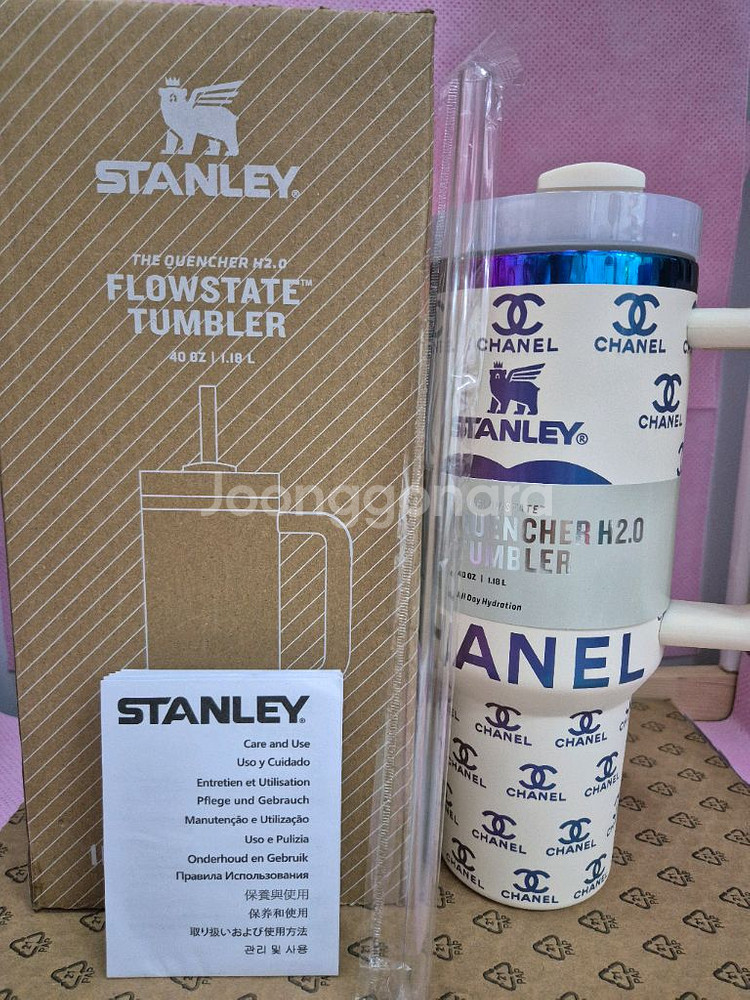 STANLEY®
THE QUENCHER H2.0
FLOWSTATE™
TUMBLER
40 OZ | 1.18 L
Joonggonara
STANLEY®
Care and Use
Uso y Cuidado
Entretien et Utilisation
Pflege und Gebrauch
Manutenção e Utilização
Uso e Pulizia
Onderhoud en Gebruik
Правила Использования
保養與使用
保养和使用
取り扱いおよび使用方法
관리 및 사용
CHANEL
CHANEL
CHANEL
STANLEY®
QUENCHER H2.0
TUMBLER
40 OZ | 1.18 L
All Day Hydration
ANEL
CHANEL
CHANEL
HANEL
CHANEL
CHANEL
CHANEL
CHANEL
CHANEL
CHANEL
21
PAP